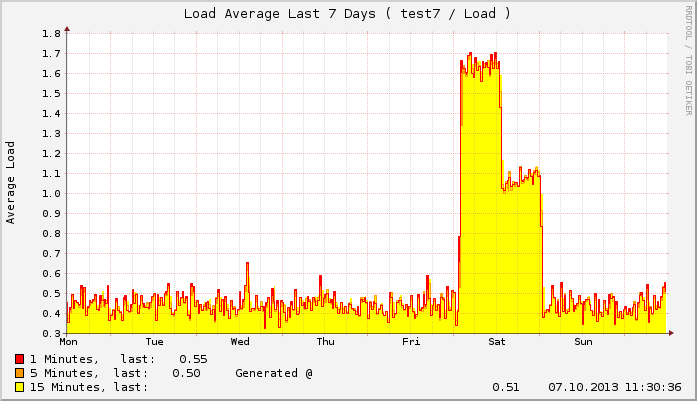 Load Average Last 7 Days ( test7 / Load )
RRDTOOL / TOBI OETIKER
Average Load
1.8
1.7
1.6
1.5
1.4
1.3
1.2
1.1
1.0
0.9
0.8
0.7
0.6
0.5
0.4
0.3
Mon Tue Wed Thu Fri Sat Sun
1 Minutes, last: 0.55
5 Minutes, last: 0.50 Generated @
15 Minutes, last: 0.51 07.10.2013 11:30:36